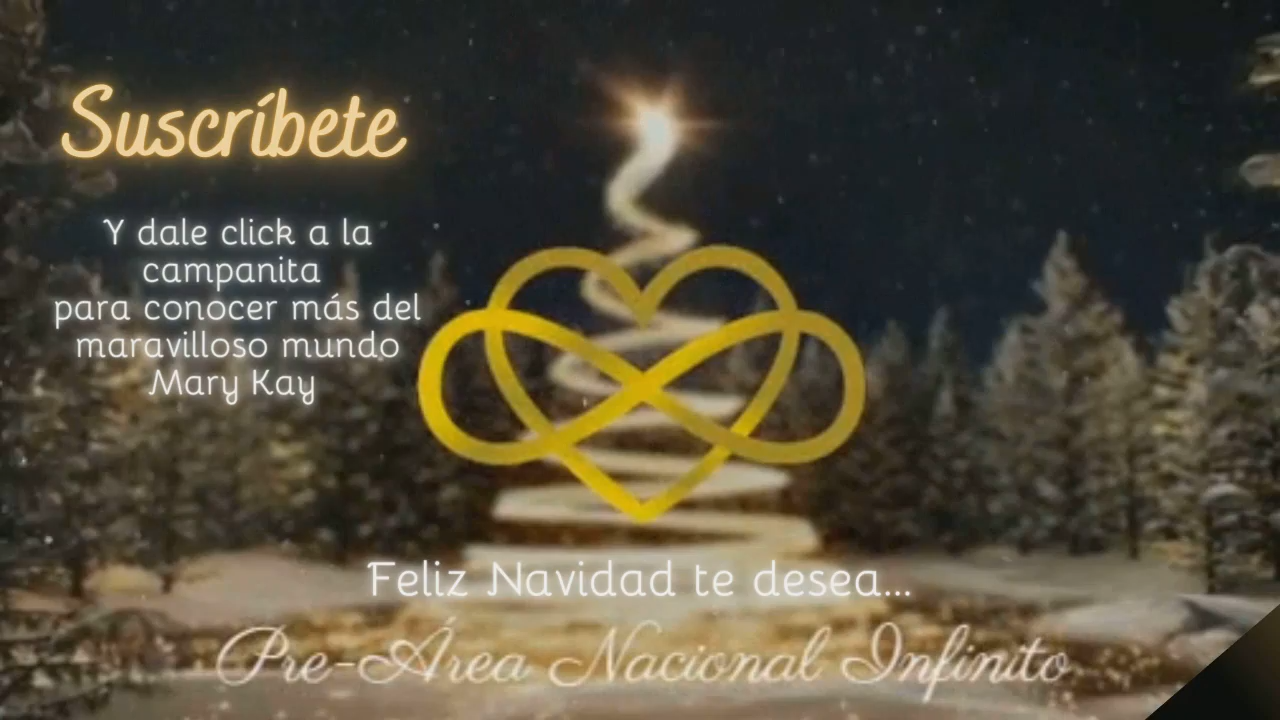 Suscríbete
Y dale click a la
campanita
para conocer más del
maravilloso mundo
Mary Kay
Feliz Navidad te desea...
Pre-Área Nacional Infinito